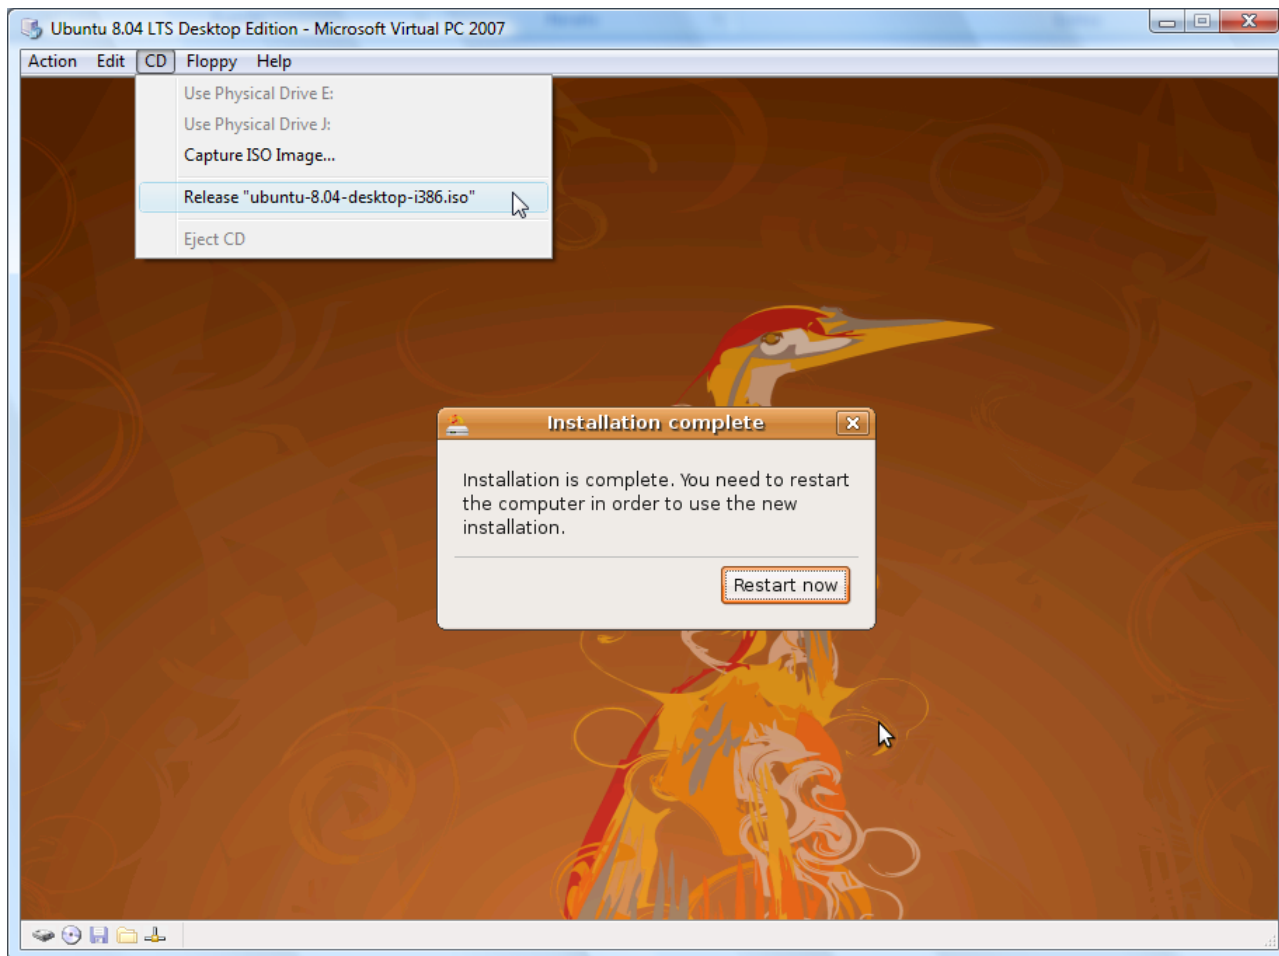 Ubuntu 8.04 LTS Desktop Edition - Microsoft Virtual PC 2007
Action Edit CD Floppy Help
Use Physical Drive E:
Use Physical Drive J:
Capture ISO Image...
Release "ubuntu-8.04-desktop-i386.iso"
Eject CD
Installation complete
Installation is complete. You need to restart
the computer in order to use the new
installation.
Restart now